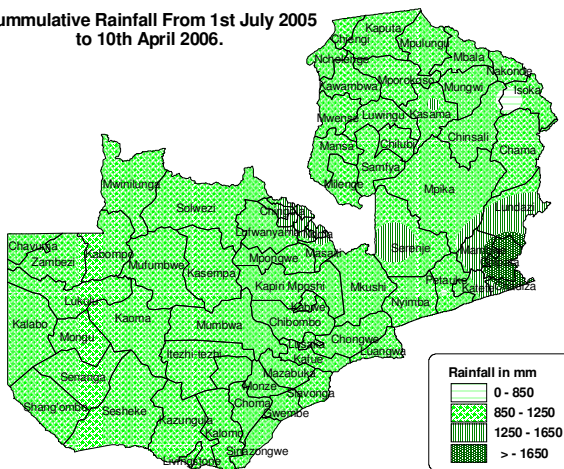 ummulative Rainfall From 1st July 2005
to 10th April 2006.
Kaputa
Chiengi
Mpulungu
Mbala
Nchelenge
Nakonde
Mporokoso
Isoka
Kawambwa
Mungwi
Kasama
Luwingu
Mwense
Chinsali
Mansa
Chilubi
Chama
Samfya
Milenge
Mpika
Mwinilunga
Lundazi
Solwezi
Chingola
Lufwanyama
Chavuma
Kabompo
Masaiti
Serenje
Zambezi
Mufumbwe
Mpongwe
Kasempa
Petauke
Katete
Kapiri Mposhi
Mkushi
Nyimba
Lukulu
Kaoma
Kabwe
Kalabo
Mumbwa
Chibombo
Mongu
Lusaka
Chongwe
Itezhi-tezhi
Luangwa
Kafue
Senanga
Mazabuka
Monze
Siavonga
Shang'ombo
Sesheke
Choma
Gwembe
Kazungula
Kalomo
Sinazongwe
Livingstone
Rainfall in mm
0 - 850
850 - 1250
1250 - 1650
> - 1650